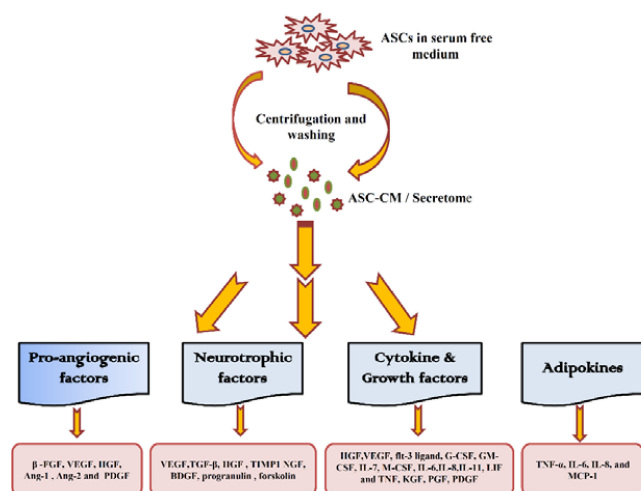 ASCs in serum free
medium
Centrifugation and
washing
ASC-CM / Secretome
Pro-angiogenic
factors
Neurotrophic
factors
Cytokine &
Growth factors
Adipokines
β -FGF, VEGF, HGF,
Ang-1 , Ang-2 and PDGF
VEGF,TGF-β, HGF , TIMP1 NGF,
BDGF, progranulin , forskolin
HGF,VEGF, flt-3 ligand, G-CSF, GM-
CSF, IL-7, M-CSF, IL-6,IL-8,IL-11, LIF
and TNF, KGF, PGF, PDGF
TNF-α, IL-6, IL-8, and
MCP-1